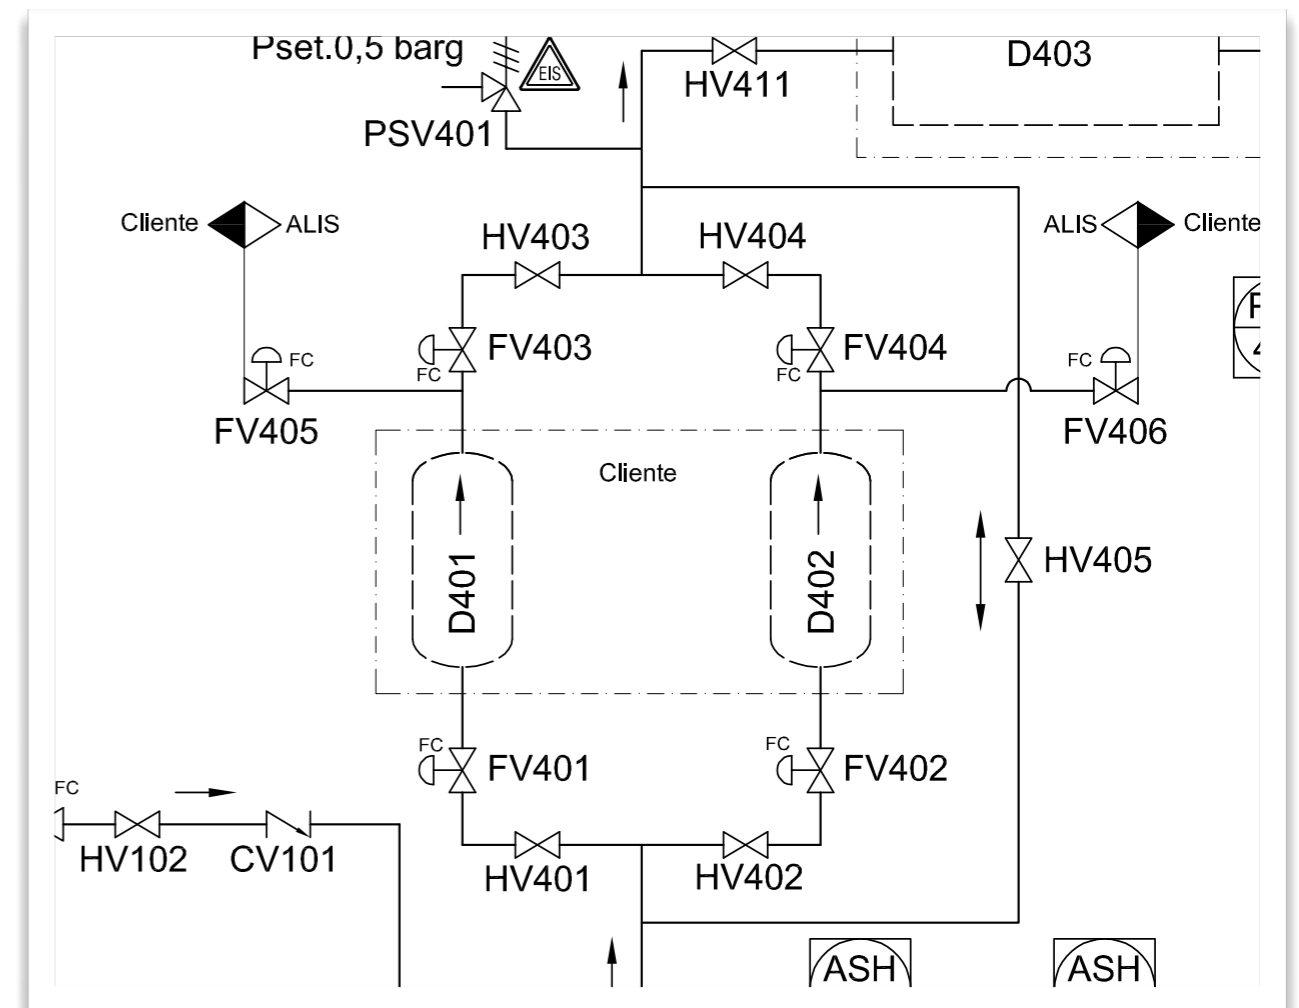 Pset.0,5 barg
EIS
D403
HV411
PSV401
Cliente
ALIS
HV403
HV404
ALIS
Cliente
FV403
FC
FV404
FC
FC
FV405
FC
FV406
Cliente
D401
D402
HV405
FC
FV401
FC
FV402
FC
HV102
CV101
HV401
HV402
ASH
ASH